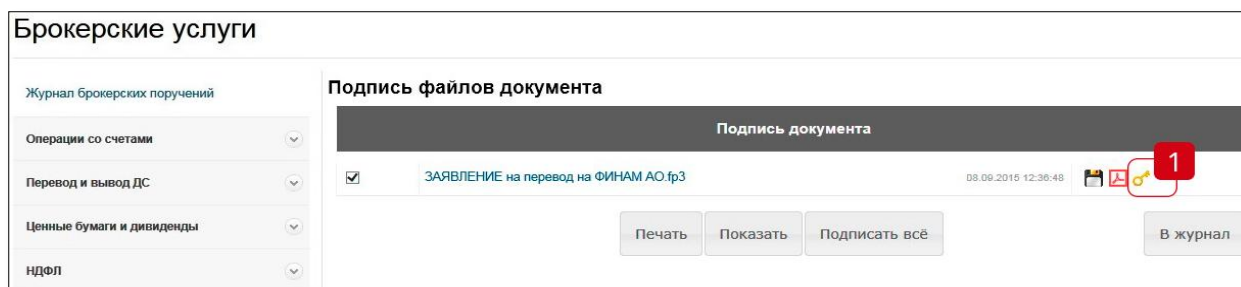 Брокерские услуги
Журнал брокерских поручений
Операции со счетами
Перевод и вывод ДС
Ценные бумаги и дивиденды
НДФЛ
Подпись файлов документа
Подпись документа
ЗАЯВЛЕНИЕ на перевод на ФИНАМ АО.fp3 08.09.2015 12:36:48 1
Печать Показать Подписать всё В журнал